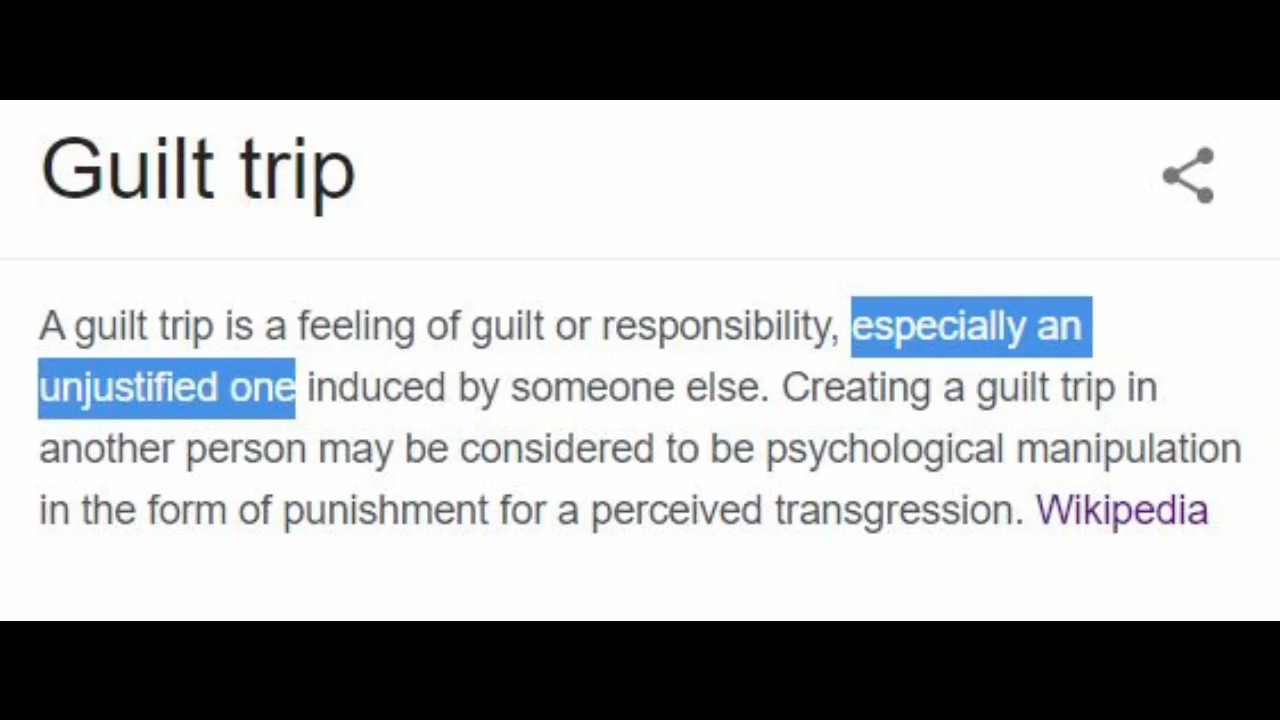 Guilt trip
A guilt trip is a feeling of guilt or responsibility, especially an
unjustified one induced by someone else. Creating a guilt trip in
another person may be considered to be psychological manipulation
in the form of punishment for a perceived transgression. Wikipedia